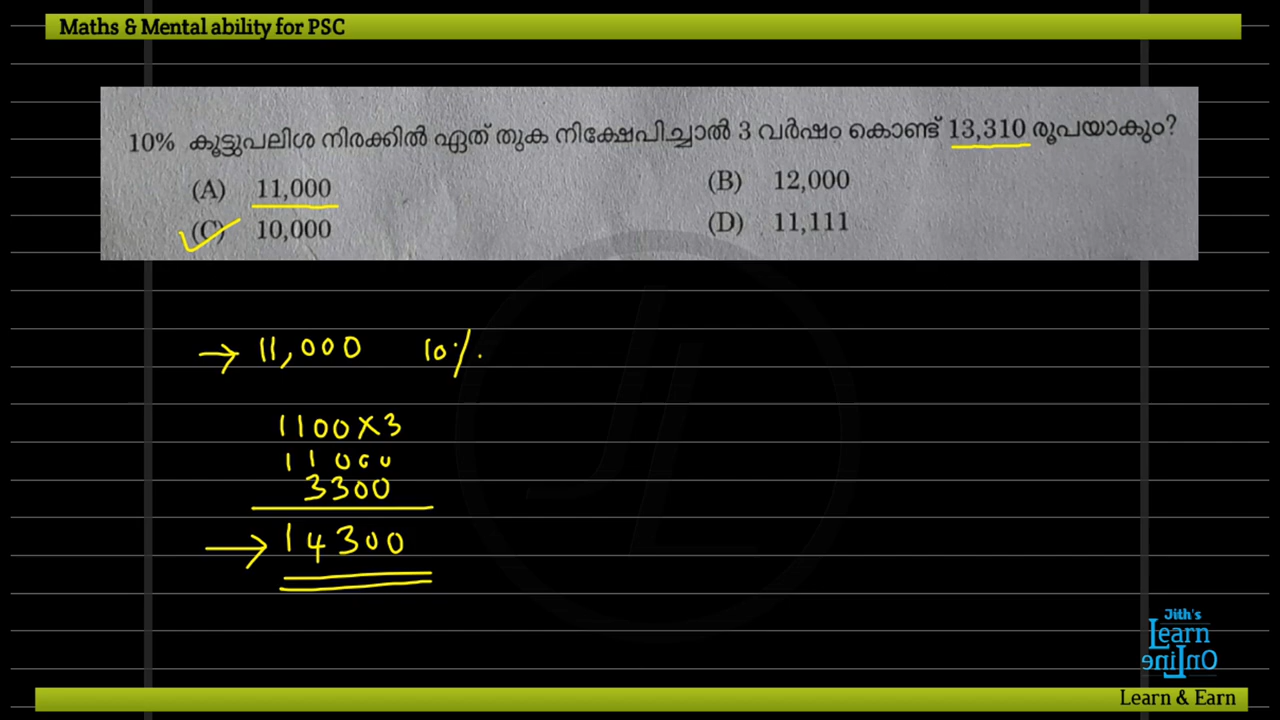 Maths & Mental ability for PSC
10% കൂട്ടുപലിശ നിരക്കിൽ ഏത് തുക നിക്ഷേപിച്ചാൽ 3 വർഷം കൊണ്ട് 13,310 രൂപയാകും?
(A) 11,000 (B) 12,000
(C) 10,000 (D) 11,111
→ 11,000 10%.
1100 × 3
11000
3300
→ 14300
Jith's
Learn
OnLine
Learn & Earn